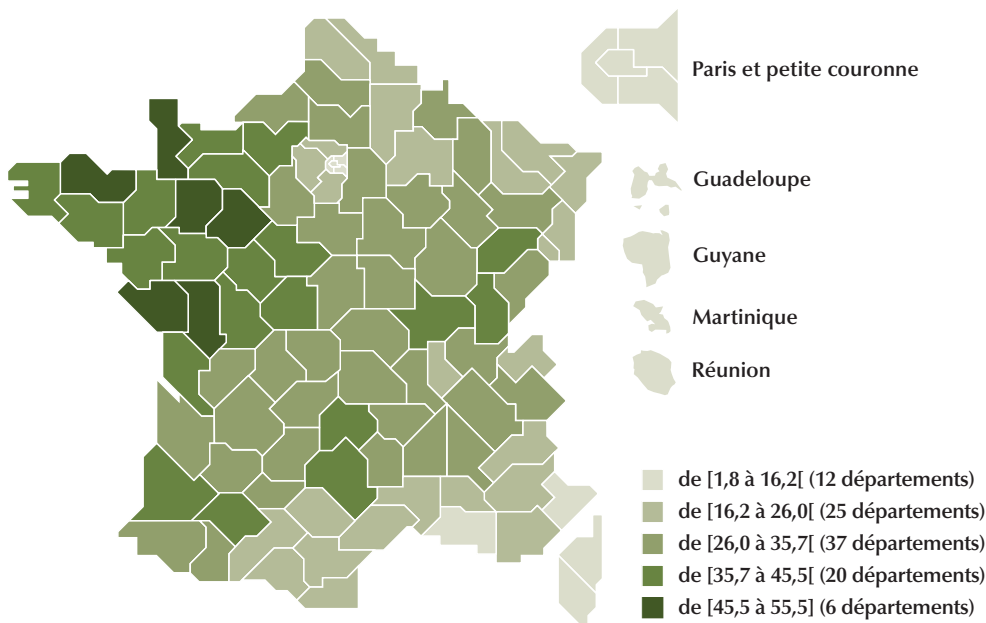 Paris et petite couronne
Guadeloupe
Guyane
Martinique
Réunion
de [1,8 à 16,2[ (12 départements)
de [16,2 à 26,0[ (25 départements)
de [26,0 à 35,7[ (37 départements)
de [35,7 à 45,5[ (20 départements)
de [45,5 à 55,5] (6 départements)